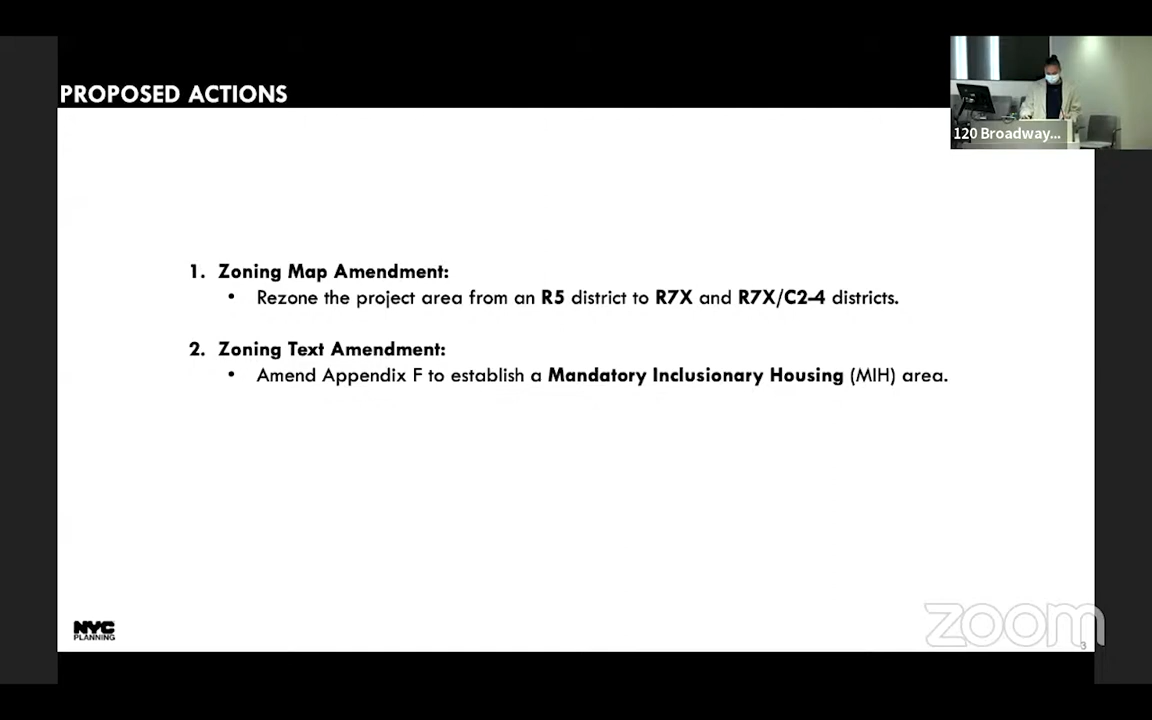 PROPOSED ACTIONS
120 Broadway...
1. Zoning Map Amendment:
• Rezone the project area from an R5 district to R7X and R7X/C2-4 districts.
2. Zoning Text Amendment:
• Amend Appendix F to establish a Mandatory Inclusionary Housing (MIH) area.
NYC
PLANNING
zoom
3